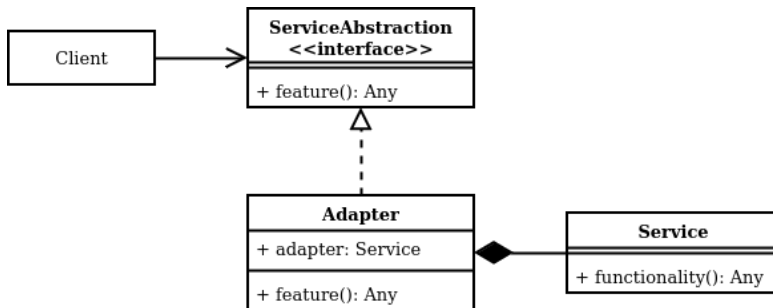 Client
ServiceAbstraction
<<interface>>
+ feature(): Any
Adapter
+ adapter: Service
+ feature(): Any
Service
+ functionality(): Any